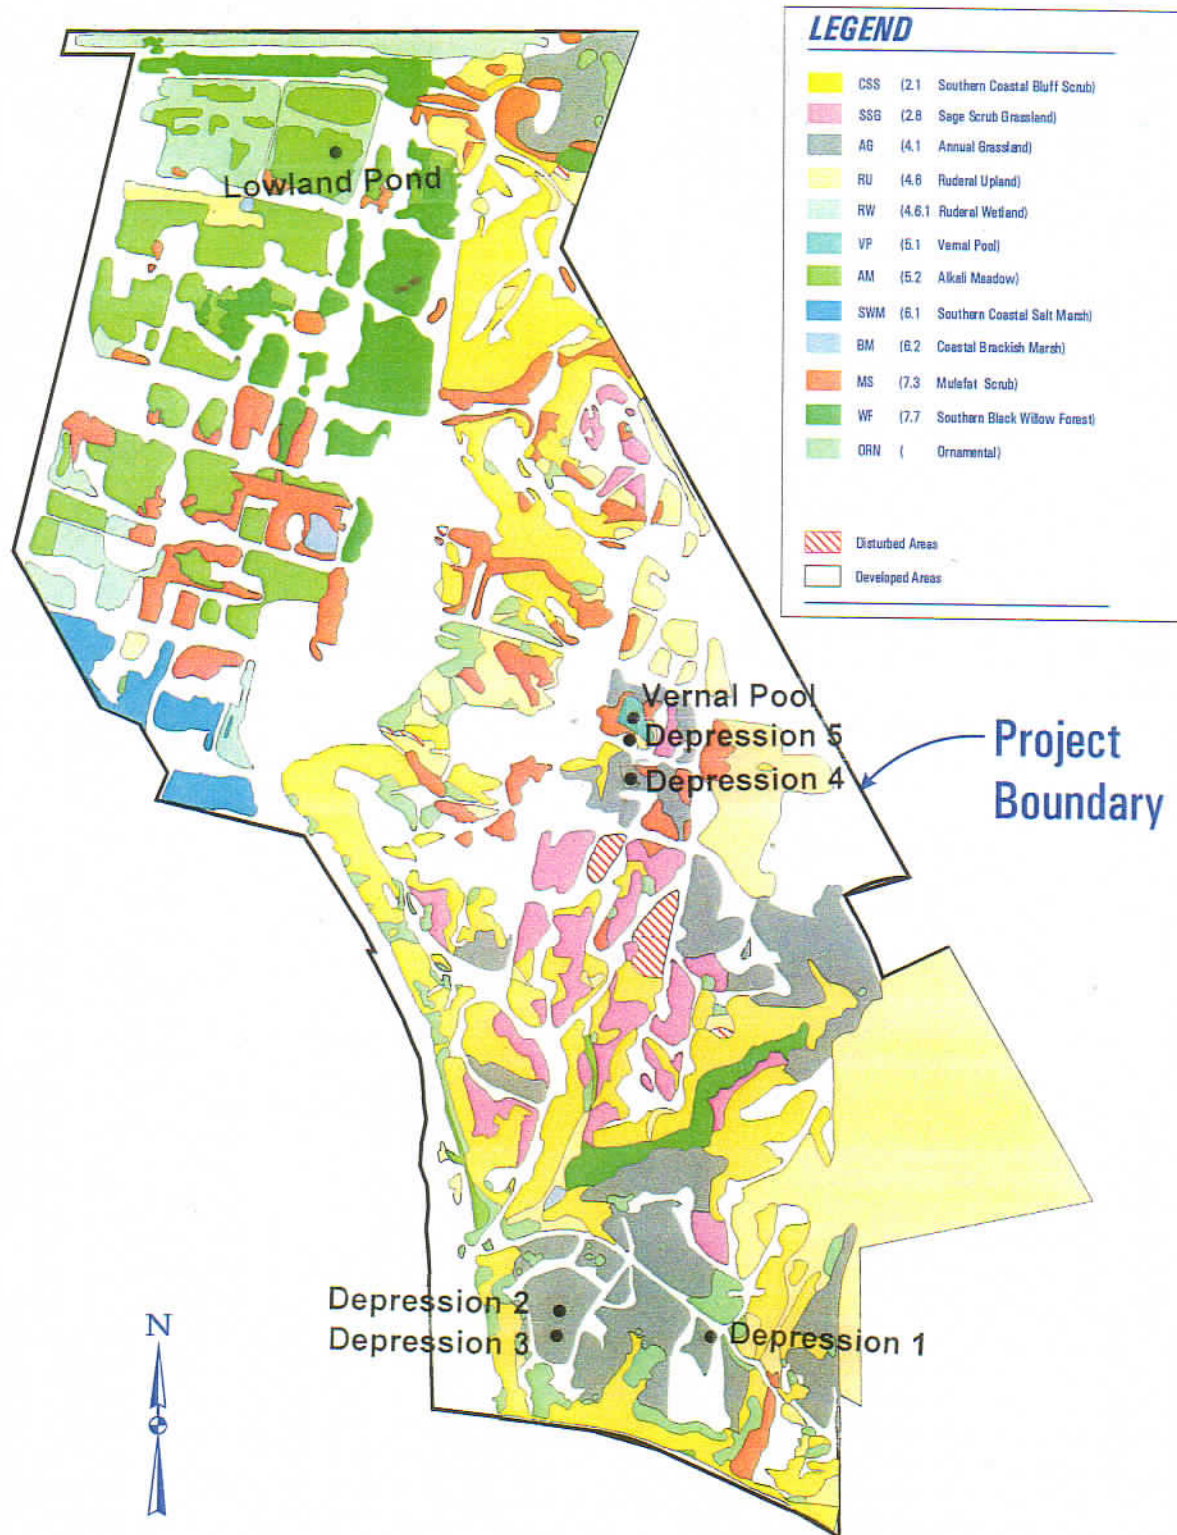 LEGEND
CSS (2.1 Southern Coastal Bluff Scrub)
SSG (2.8 Sage Scrub Grassland)
AG (4.1 Annual Grassland)
RU (4.6 Ruderal Upland)
RW (4.6.1 Ruderal Wetland)
VP (5.1 Vernal Pool)
AM (5.2 Alkali Meadow)
SWM (6.1 Southern Coastal Salt Marsh)
BM (6.2 Coastal Brackish Marsh)
MS (7.3 Mulefat Scrub)
WF (7.7 Southern Black Willow Forest)
ORN ( Ornamental)
Disturbed Areas
Developed Areas
Lowland Pond
Vernal Pool
Depression 5
Depression 4
Project
Boundary
Depression 2
Depression 3
Depression 1
N